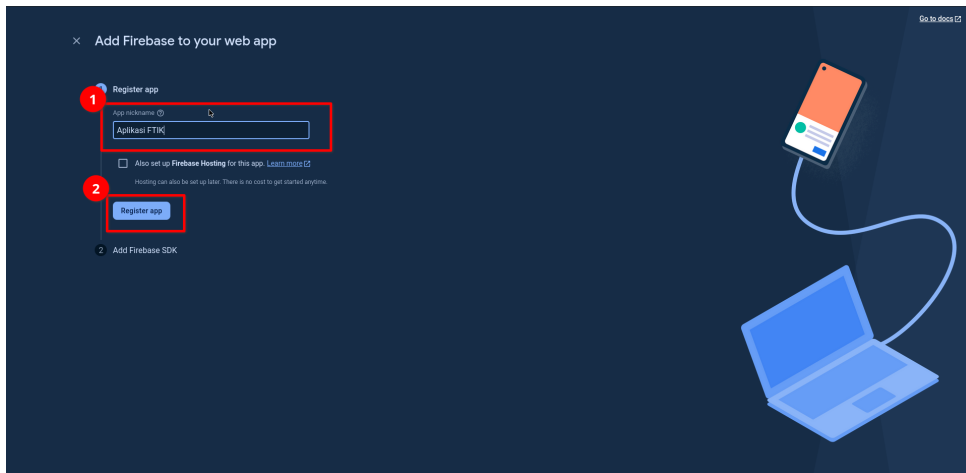 Go to docs
Add Firebase to your web app
Register app
1
App nickname
Aplikasi FTIK
Also set up Firebase Hosting for this app. Learn more
Hosting can also be set up later. There is no cost to get started anytime.
2
Register app
2 Add Firebase SDK